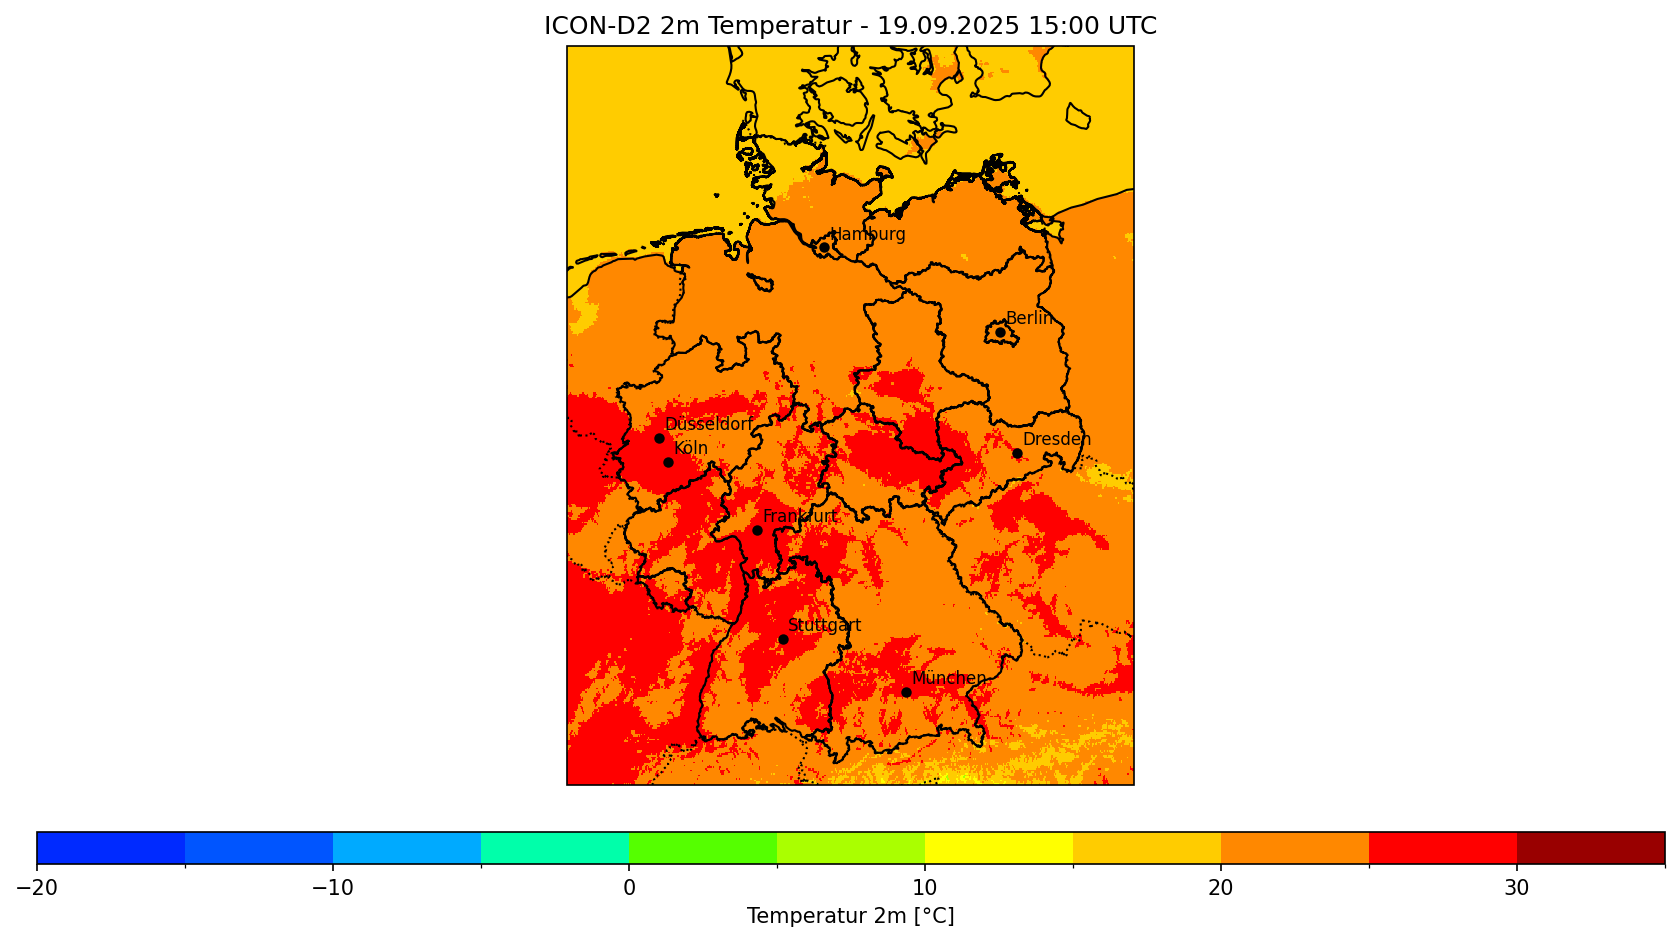 ICON-D2 2m Temperatur - 19.09.2025 15:00 UTC
Hamburg
Berlin
Düsseldorf
Köln
Dresden
Frankfurt
Stuttgart
München
−20 −10 0 10 20 30
Temperatur 2m [°C]